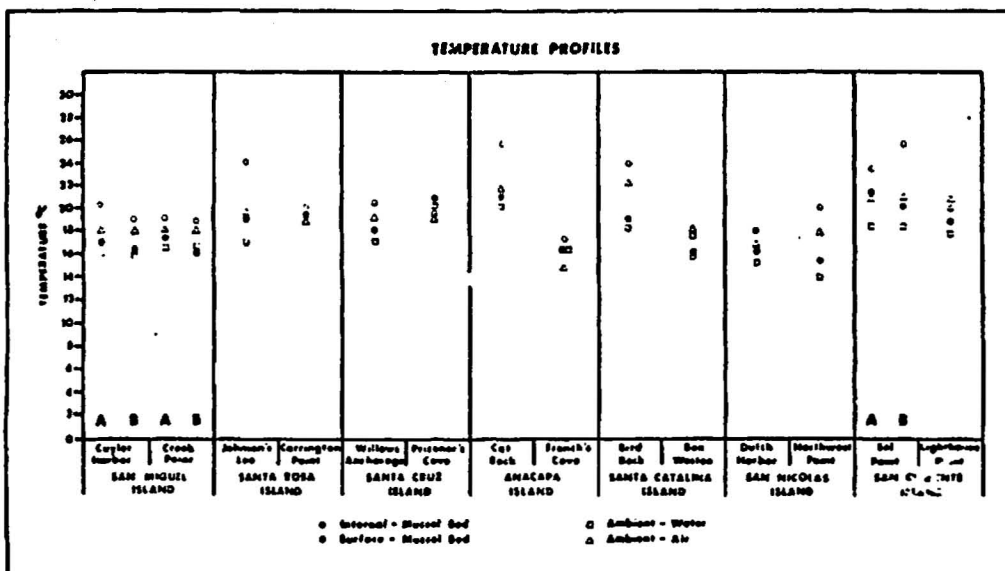 TEMPERATURE PROFILES
TEMPERATURE °C
30
28
26
24
22
20
18
16
14
12
10
8
6
4
2
0
A B A B A B
Cuyler Harbor
Crook Point
Johnson's Lee
Carrington Point
Willows Anchorage
Prisoner's Cove
Cat Rock
French's Cove
Bird Rock
Ben Weston
Dutch Harbor
Northwest Point
Point
Lighthouse Point
SAN MIGUEL ISLAND
SANTA ROSA ISLAND
SANTA CRUZ ISLAND
ANACAPA ISLAND
SANTA CATALINA ISLAND
SAN NICOLAS ISLAND
SAN CLEMENTE ISLAND
Internal - Mussel Bed
Ambient - Water
Surface - Mussel Bed
Ambient - Air